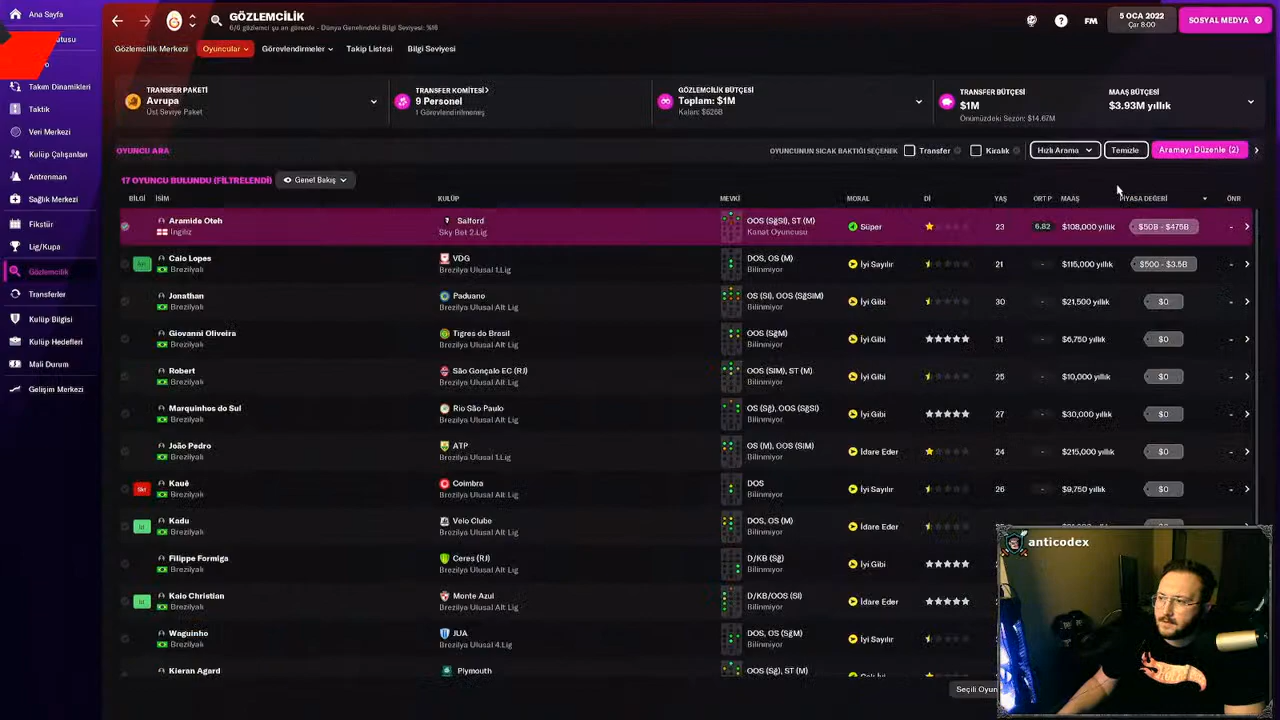 Ana Sayfa
GÖZLEMCİLİK
6/6 gözlemci şu an görevde - Dünya Genelindeki Bilgi Seviyesi: %16
FM
5 OCA 2022
Çar 8:00
SOSYAL MEDYA
Gözlemcilik Merkezi
Oyuncular
Görevlendirmeler
Takip Listesi
Bilgi Seviyesi
Takım Dinamikleri
Taktik
Veri Merkezi
Kulüp Çalışanları
Antrenman
Sağlık Merkezi
Fikstür
Lig/Kupa
Gözlemcilik
Transferler
Kulüp Bilgisi
Kulüp Hedefleri
Mali Durum
Gelişim Merkezi
TRANSFER PAKETİ
Avrupa
Üst Seviye Paket
TRANSFER KOMİTESİ>
9 Personel
1 Görevlendirilmemiş
GÖZLEMCİLİK BÜTÇESİ
Toplam: $1M
Kalan: $626B
TRANSFER BÜTÇESİ
$1M
Önümüzdeki Sezon: $14.67M
MAAŞ BÜTÇESİ
$3.93M yıllık
OYUNCU ARA
OYUNCUNUN SICAK BAKTIĞI SEÇENEK
Transfer
Kiralık
Hızlı Arama
Temizle
Aramayı Düzenle (2)
17 OYUNCU BULUNDU (FİLTRELENDİ)
Genel Bakış
BİLGİ İSİM KULÜP MEVKİ MORAL Dİ YAŞ ORT P MAAŞ PİYASA DEĞERİ ÖNR
Aramide Oteh Salford OOS (SğSl), ST (M) Süper 23 6.82 $108,000 yıllık $50B - $475B -
İngiliz Sky Bet 2.Lig Kanat Oyuncusu
Caio Lopes VDG DOS, OS (M) İyi Sayılır 21 - $115,000 yıllık $500 - $3.5B -
Brezilyalı Brezilya Ulusal 1.Lig Bilinmiyor
Jonathan Paduano OS (Sl), OOS (SğSlM) İyi Gibi 30 - $21,500 yıllık $0 -
Brezilyalı Brezilya Ulusal Alt Lig Bilinmiyor
Giovanni Oliveira Tigres do Brasil OOS (SğM) İyi Gibi 31 - $6,750 yıllık $0 -
Brezilyalı Brezilya Ulusal Alt Lig Bilinmiyor
Robert São Gonçalo EC (RJ) OOS (SlM), ST (M) İyi Gibi 25 - $10,000 yıllık $0 -
Brezilyalı Brezilya Ulusal Alt Lig Bilinmiyor
Marquinhos do Sul Rio São Paulo OS (Sğ), OOS (SğSl) İyi Gibi 27 - $30,000 yıllık $0 -
Brezilyalı Brezilya Ulusal Alt Lig Bilinmiyor
João Pedro ATP OS (M), OOS (SlM) İdare Eder 24 - $215,000 yıllık $0 -
Brezilyalı Brezilya Ulusal 1.Lig Bilinmiyor
Kauê Coimbra DOS İyi Sayılır 26 - $9,750 yıllık $0 -
Brezilyalı Brezilya Ulusal Alt Lig Bilinmiyor
Kadu Velo Clube DOS, OS (M) İdare Eder
Brezilyalı Brezilya Ulusal Alt Lig Bilinmiyor
Filippe Formiga Ceres (RJ) D/KB (Sğ) İyi Gibi
Brezilyalı Brezilya Ulusal Alt Lig Bilinmiyor
Kaio Christian Monte Azul D/KB/OOS (Sl) İdare Eder
Brezilyalı Brezilya Ulusal Alt Lig Bilinmiyor
Waguinho JUA DOS, OS (SğM) İyi Sayılır
Brezilyalı Brezilya Ulusal 4.Lig Bilinmiyor
Kieran Agard Plymouth OOS (Sğ), ST (M) Çok İyi
Seçili Oyun
anticodex